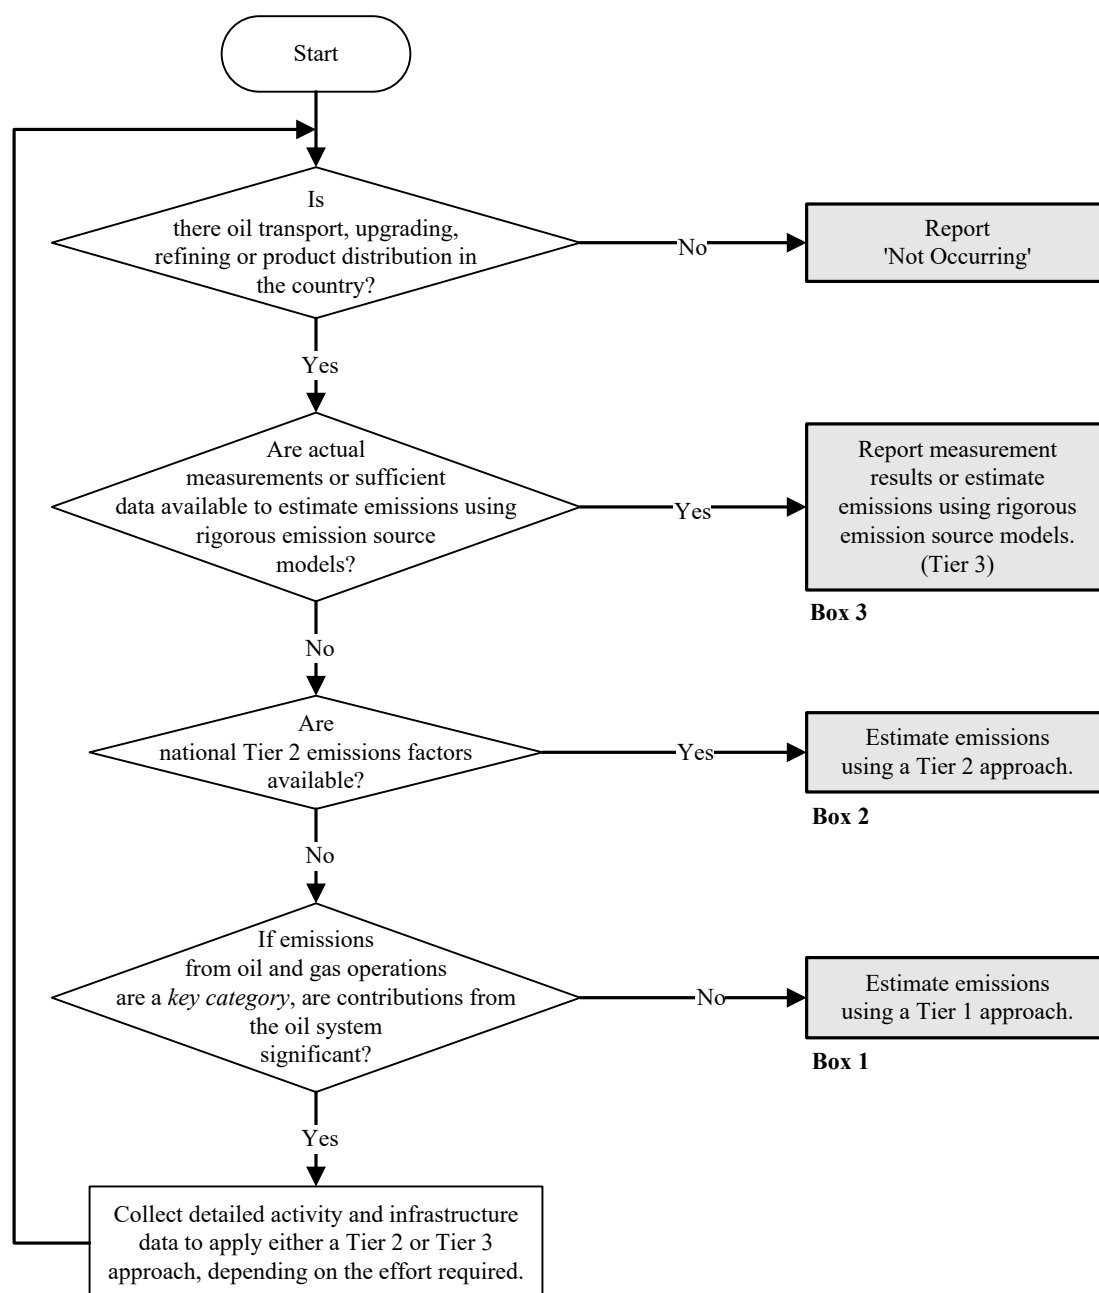 Start
Is
there oil transport, upgrading,
refining or product distribution in
the country?
No
Report
'Not Occurring'
Yes
Are actual
measurements or sufficient
data available to estimate emissions using
rigorous emission source
models?
Yes
Report measurement
results or estimate
emissions using rigorous
emission source models.
(Tier 3)
Box 3
No
Are
national Tier 2 emissions factors
available?
Yes
Estimate emissions
using a Tier 2 approach.
Box 2
No
If emissions
from oil and gas operations
are a key category, are contributions from
the oil system
significant?
No
Estimate emissions
using a Tier 1 approach.
Box 1
Yes
Collect detailed activity and infrastructure
data to apply either a Tier 2 or Tier 3
approach, depending on the effort required.